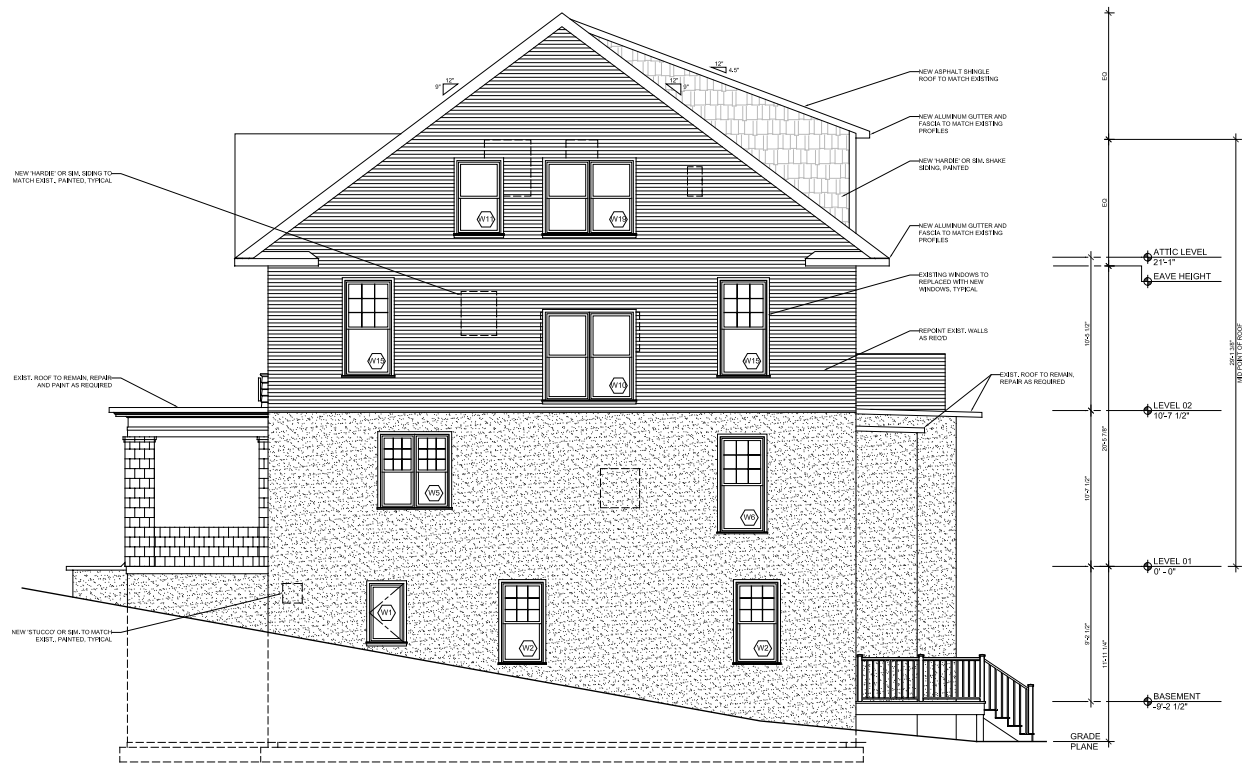 12"
4.5"
12"
9"
12"
9"
NEW ASPHALT SHINGLE
ROOF TO MATCH EXISTING
NEW ALUMINUM GUTTER AND
FASCIA TO MATCH EXISTING
PROFILES
NEW 'HARDIE' OR SIM. SHAKE
SIDING, PAINTED
NEW 'HARDIE' OR SIM. SIDING TO
MATCH EXIST., PAINTED, TYPICAL
W11
W19
NEW ALUMINUM GUTTER AND
FASCIA TO MATCH EXISTING
PROFILES
EXISTING WINDOWS TO
REPLACED WITH NEW
WINDOWS, TYPICAL
REPOINT EXIST. WALLS
AS REQ'D
W15
W10
W15
EXIST. ROOF TO REMAIN, REPAIR
AND PAINT AS REQUIRED
EXIST. ROOF TO REMAIN,
REPAIR AS REQUIRED
W5
W6
W1
W2
W2
NEW 'STUCCO' OR SIM. TO MATCH
EXIST., PAINTED, TYPICAL
EQ
EQ
ATTIC LEVEL
21'-1"
EAVE HEIGHT
10'-5 1/2"
MID POINT OF ROOF
LEVEL 02
10'-7 1/2"
20'-5 7/8"
10'-7 1/2"
LEVEL 01
0' - 0"
9'-2 1/2"
11'-11 1/4"
BASEMENT
-9'-2 1/2"
GRADE
PLANE